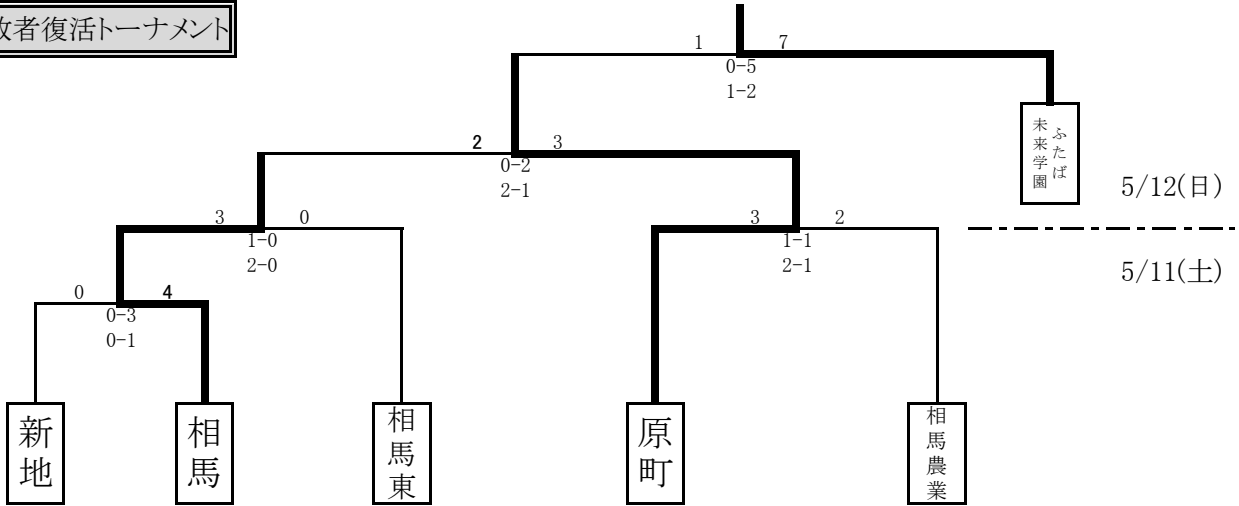 敗者復活トーナメント
1 7
0-5
1-2
ふたば
未来学園
2 3
0-2
2-1
5/12(日)
3 0
1-0
2-0
3 2
1-1
2-1
5/11(土)
0 4
0-3
0-1
新地
相馬
相馬東
原町
相馬農業